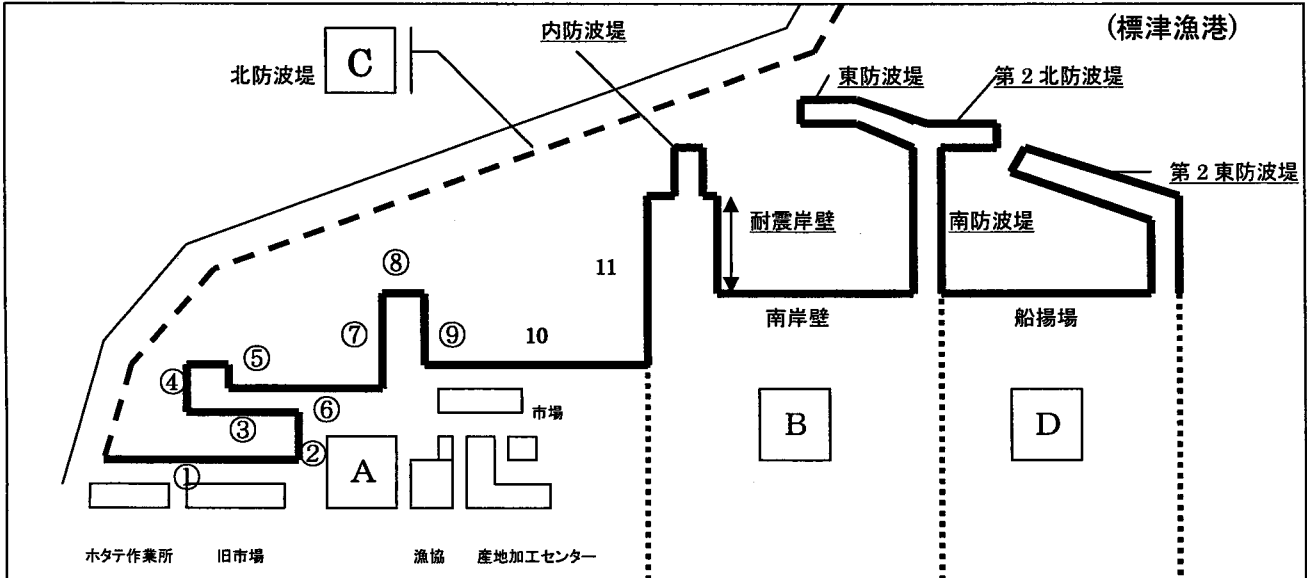 (標津漁港)
内防波堤
北防波堤
C
東防波堤
第2北防波堤
第2東防波堤
耐震岸壁
南防波堤
⑧
11
⑦
⑨
10
南岸壁
船揚場
⑤
④
⑥
③
市場
②
①
A
B
D
ホタテ作業所
旧市場
漁協
産地加工センター